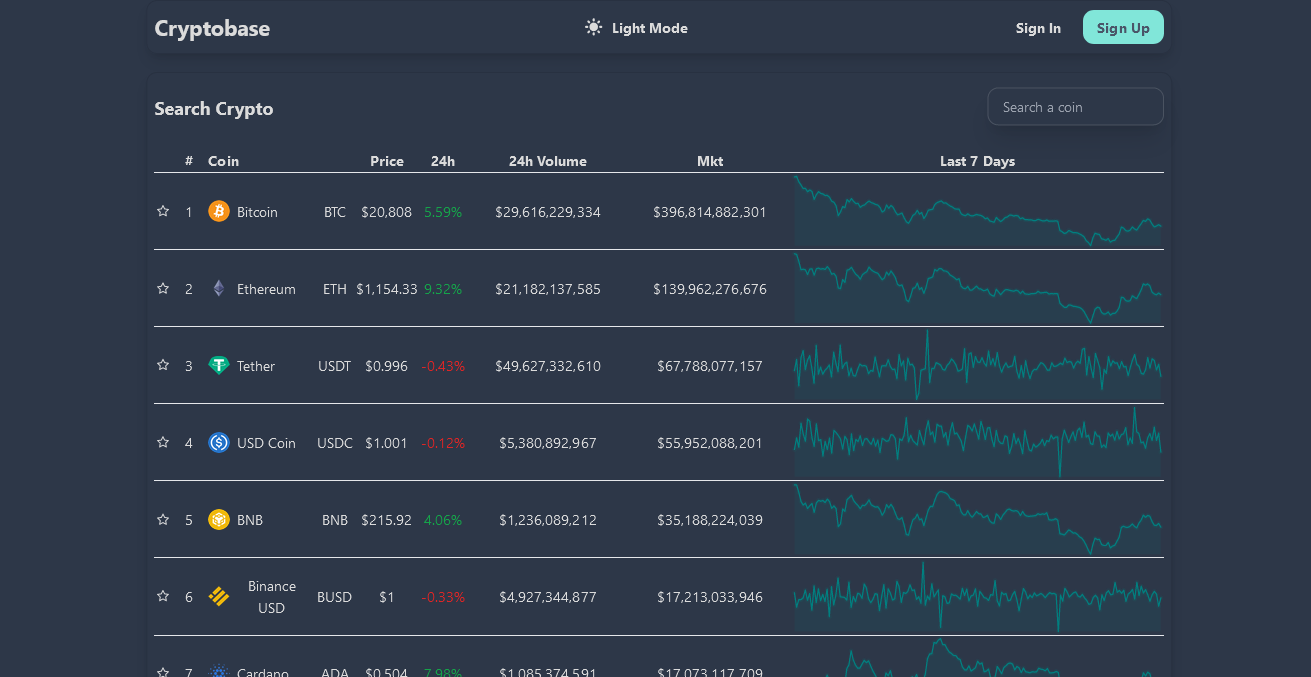 Cryptobase Light Mode Sign In Sign Up
Search Crypto Search a coin
# Coin Price 24h 24h Volume Mkt Last 7 Days
1 Bitcoin BTC $20,808 5.59% $29,616,229,334 $396,814,882,301
2 Ethereum ETH $1,154.33 9.32% $21,182,137,585 $139,962,276,676
3 Tether USDT $0.996 -0.43% $49,627,332,610 $67,788,077,157
4 USD Coin USDC $1.001 -0.12% $5,380,892,967 $55,952,088,201
5 BNB BNB $215.92 4.06% $1,236,089,212 $35,188,224,039
6 Binance USD BUSD $1 -0.33% $4,927,344,877 $17,213,033,946
7 Cardano ADA $0.504 7.98% $1,085,374,591 $17,073,117,709